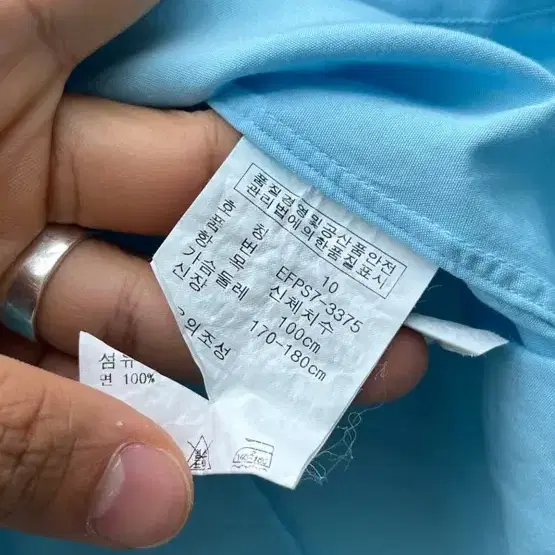 품질경영및공산품안전
관리법에의한품질표시
호칭 10
품번 EFPS7-3375
항목 신체치수
가슴둘레 100cm
신장 170-180cm
의조성
섬유
면 100%